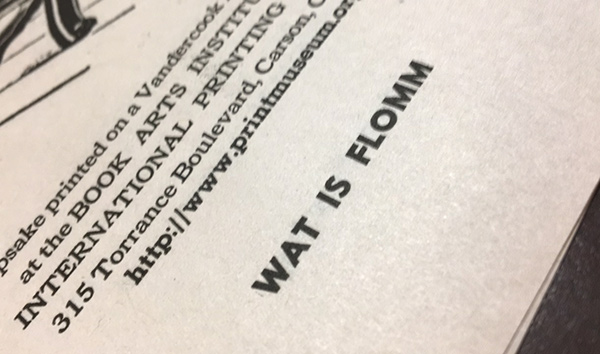 psake printed on a Vandercook
at the BOOK ARTS INSTITU
INTERNATIONAL PRINTING
315 Torrance Boulevard, Carson, C
http://www.printmuseum.or
WAT IS FLOMM